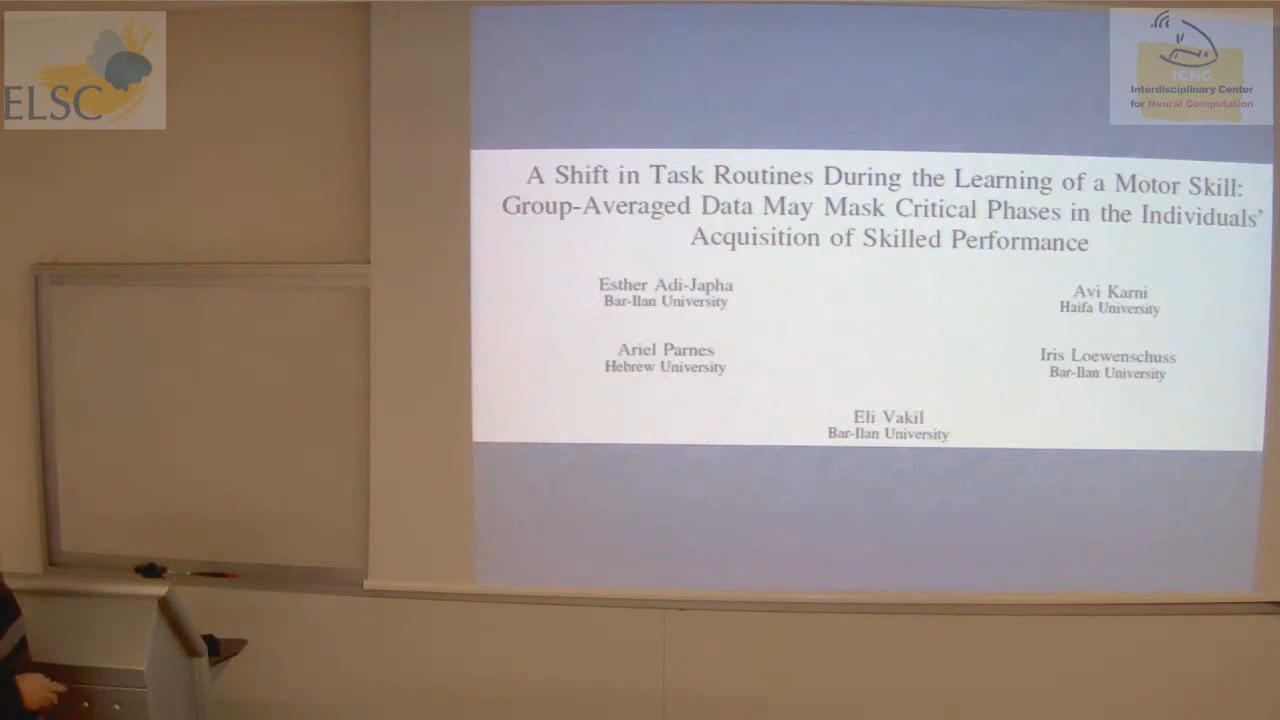 ELSC
ICNC
Interdisciplinary Center
for Neural Computation
A Shift in Task Routines During the Learning of a Motor Skill:
Group-Averaged Data May Mask Critical Phases in the Individuals'
Acquisition of Skilled Performance
Esther Adi-Japha
Bar-Ilan University
Avi Karni
Haifa University
Ariel Parnes
Hebrew University
Iris Loewenschuss
Bar-Ilan University
Eli Vakil
Bar-Ilan University